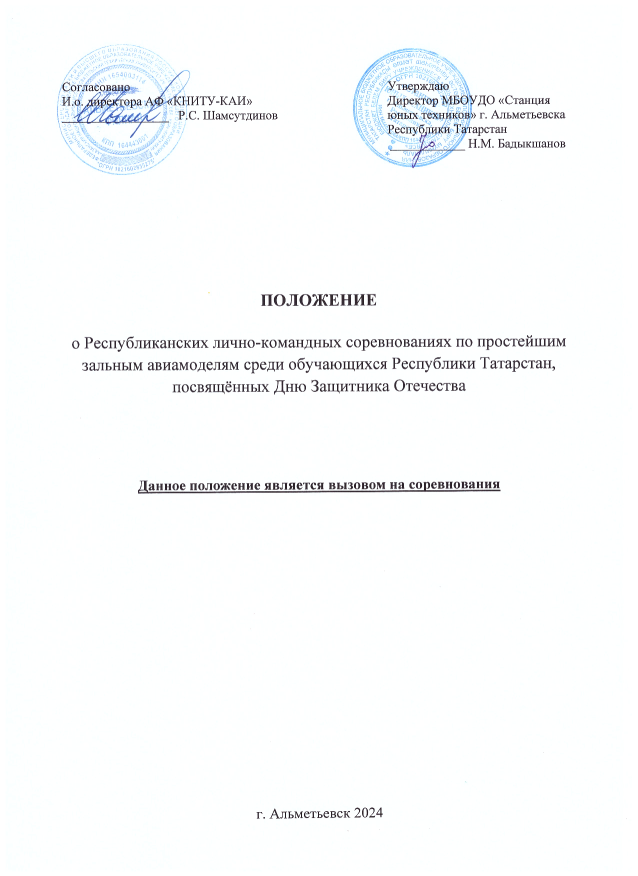 Согласовано
И.о. директора АФ «КНИТУ-КАИ»
Р.С. Шамсутдинов
Утверждаю
Директор МБОУДО «Станция
юных техников» г. Альметьевска
Республики Татарстан
Н.М. Бадыкшанов
ПОЛОЖЕНИЕ
о Республиканских лично-командных соревнованиях по простейшим
зальным авиамоделям среди обучающихся Республики Татарстан,
посвящённых Дню Защитника Отечества
Данное положение является вызовом на соревнования
г. Альметьевск 2024